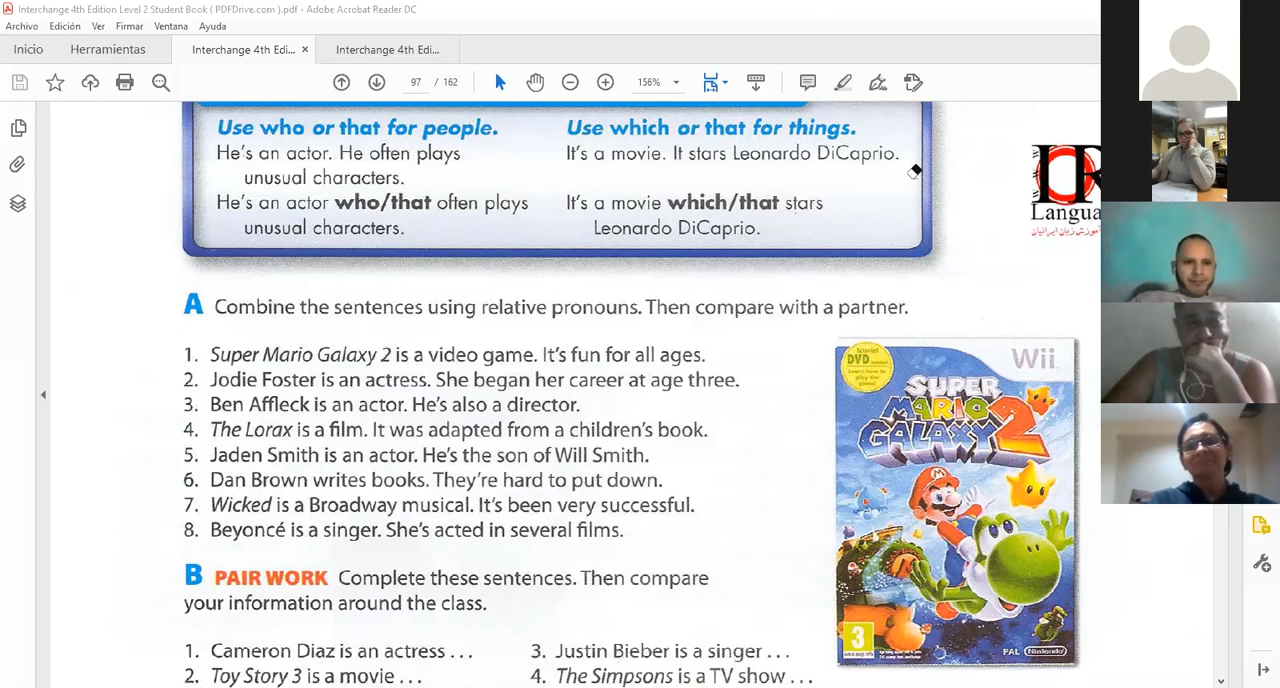 Interchange 4th Edition Level 2 Student Book ( PDFDrive.com ).pdf - Adobe Acrobat Reader DC
Archivo Edición Ver Firmar Ventana Ayuda
Inicio Herramientas Interchange 4th Edi... × Interchange 4th Edi...
97 / 162 156%
Use who or that for people. Use which or that for things.
He's an actor. He often plays It's a movie. It stars Leonardo DiCaprio.
unusual characters.
He's an actor who/that often plays It's a movie which/that stars
unusual characters. Leonardo DiCaprio.
Langua
آموزش زبان ایرانیان
A Combine the sentences using relative pronouns. Then compare with a partner.
1. Super Mario Galaxy 2 is a video game. It's fun for all ages.
2. Jodie Foster is an actress. She began her career at age three.
3. Ben Affleck is an actor. He's also a director.
4. The Lorax is a film. It was adapted from a children's book.
5. Jaden Smith is an actor. He's the son of Will Smith.
6. Dan Brown writes books. They're hard to put down.
7. Wicked is a Broadway musical. It's been very successful.
8. Beyoncé is a singer. She's acted in several films.
Tutorial
DVD included
Learn how to
play the
game!
Wii
SUPER
MARIO
GALAXY 2
3
PAL Nintendo
B PAIR WORK Complete these sentences. Then compare
your information around the class.
1. Cameron Diaz is an actress . . . 3. Justin Bieber is a singer . . .
2. Toy Story 3 is a movie . . . 4. The Simpsons is a TV show . . .